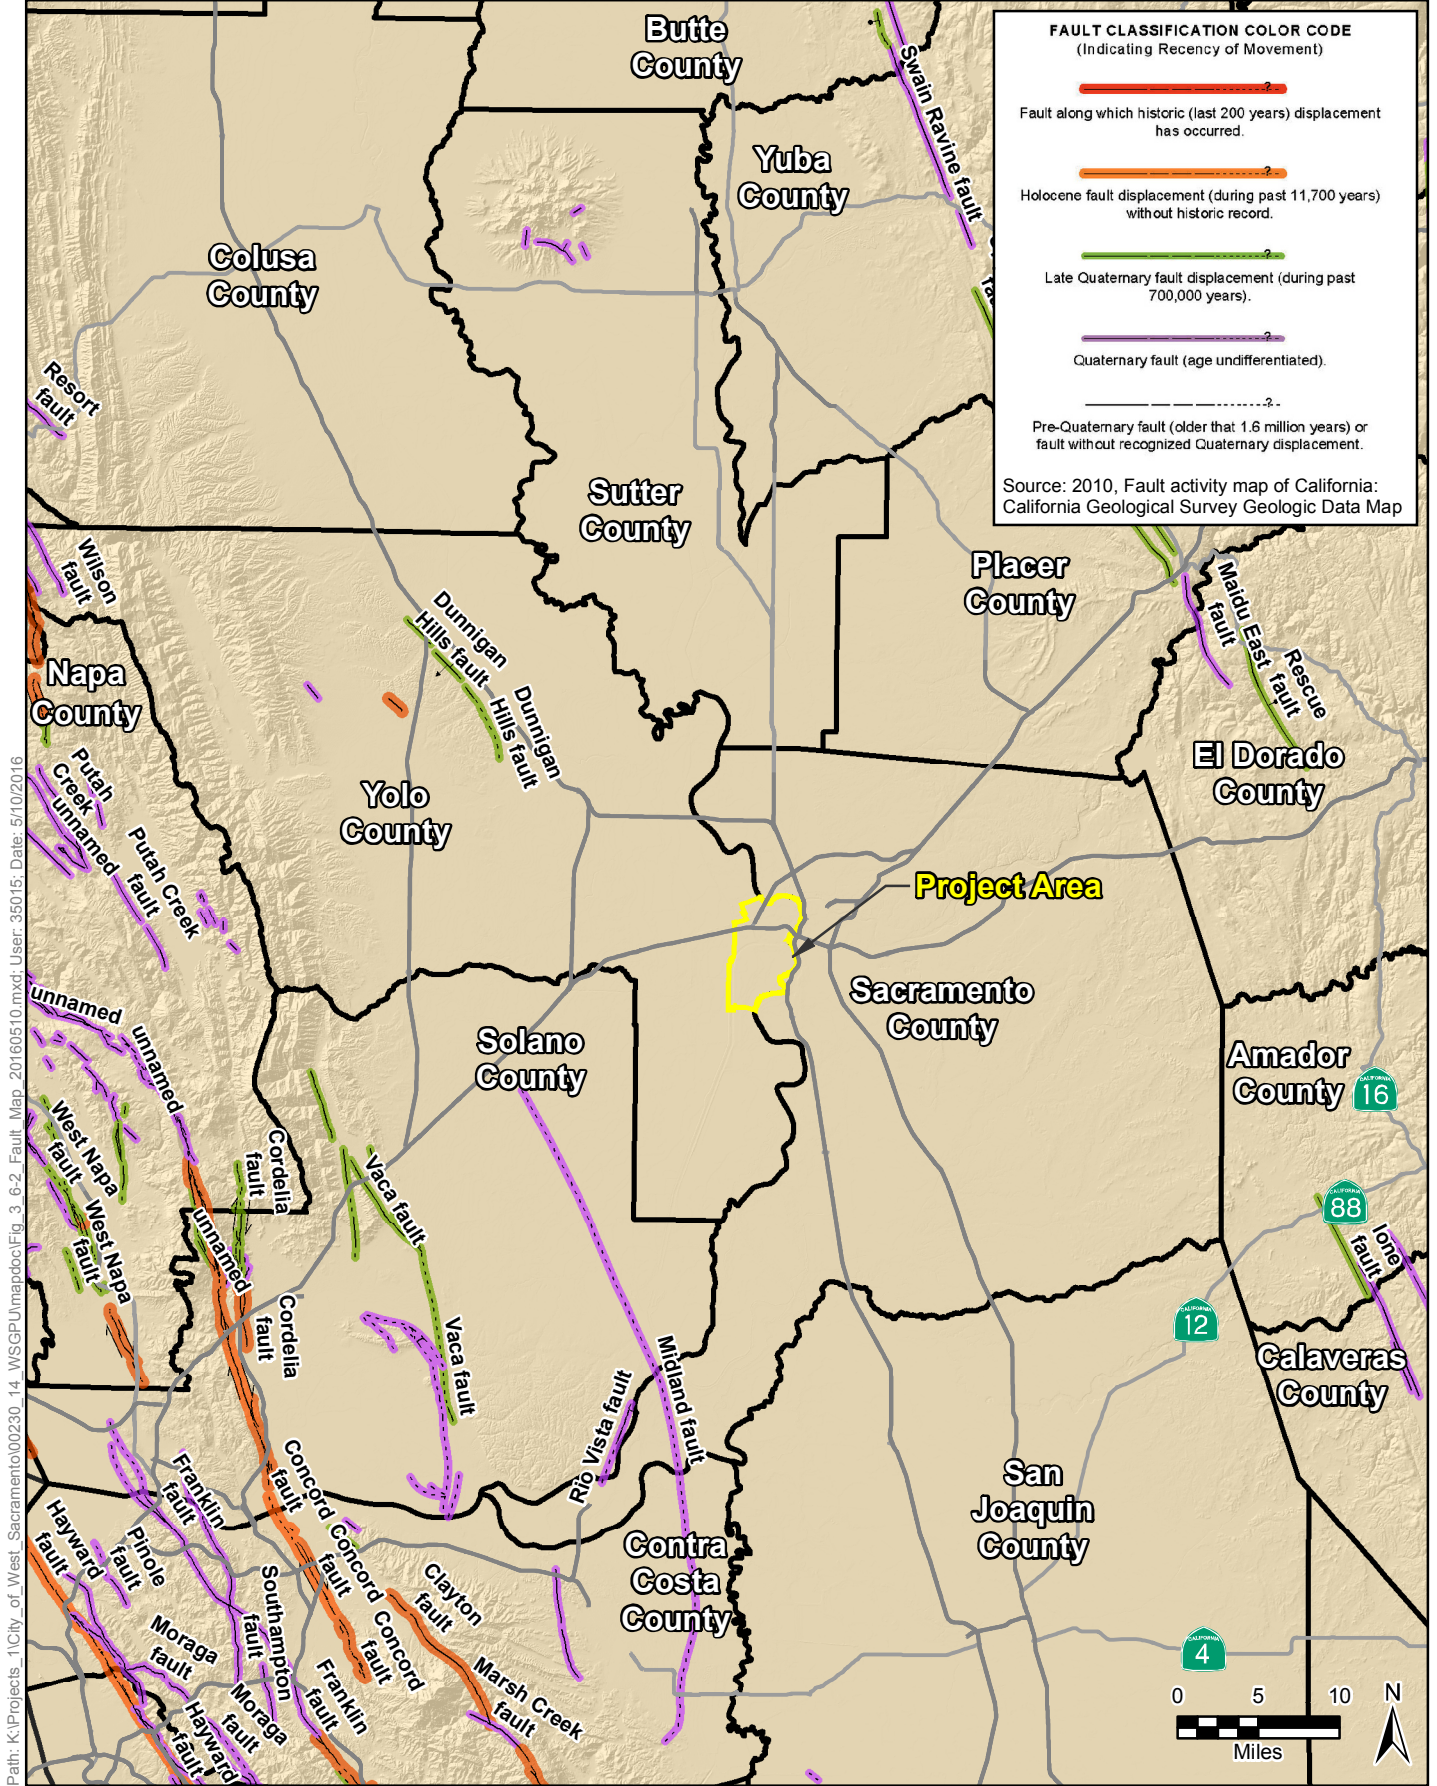 FAULT CLASSIFICATION COLOR CODE
(Indicating Recency of Movement)
?
Fault along which historic (last 200 years) displacement
has occurred.
?
Holocene fault displacement (during past 11,700 years)
without historic record.
?
Late Quaternary fault displacement (during past
700,000 years).
?
Quaternary fault (age undifferentiated).
?
Pre-Quaternary fault (older that 1.6 million years) or
fault without recognized Quaternary displacement.
Source: 2010, Fault activity map of California:
California Geological Survey Geologic Data Map
Butte
County
Swain Ravine fault
Yuba
County
Colusa
County
Resort
fault
Sutter
County
Placer
County
Wilson
fault
Maidu East
fault
Rescue
fault
Dunnigan
Hills fault
Dunnigan
Hills fault
Napa
County
El Dorado
County
Putah
Creek
unnamed
Yolo
County
Putah Creek
fault
Project Area
Sacramento
County
unnamed
unnamed
Solano
County
Amador
County
CALIFORNIA
16
West Napa
fault
Cordelia
fault
Vaca fault
CALIFORNIA
88
West Napa
fault
unnamed
Ione
fault
Cordelia
fault
Vaca fault
CALIFORNIA
12
Midland fault
Rio Vista fault
Calaveras
County
Franklin
fault
Concord
fault
San
Joaquin
County
Hayward
fault
Pinole
fault
Concord
fault
Contra
Costa
County
Clayton
fault
Southampton
fault
Moraga
fault
Concord
fault
CALIFORNIA
4
Franklin
fault
Marsh Creek
fault
Moraga
fault
Hayward
fault
0 5 10
Miles
N
Path: K:\Projects_1\City_of_West_Sacramento\00230_14_WSGPU\mapdoc\Fig_3_6-2_Fault_Map_20160510.mxd; User: 35015; Date: 5/10/2016